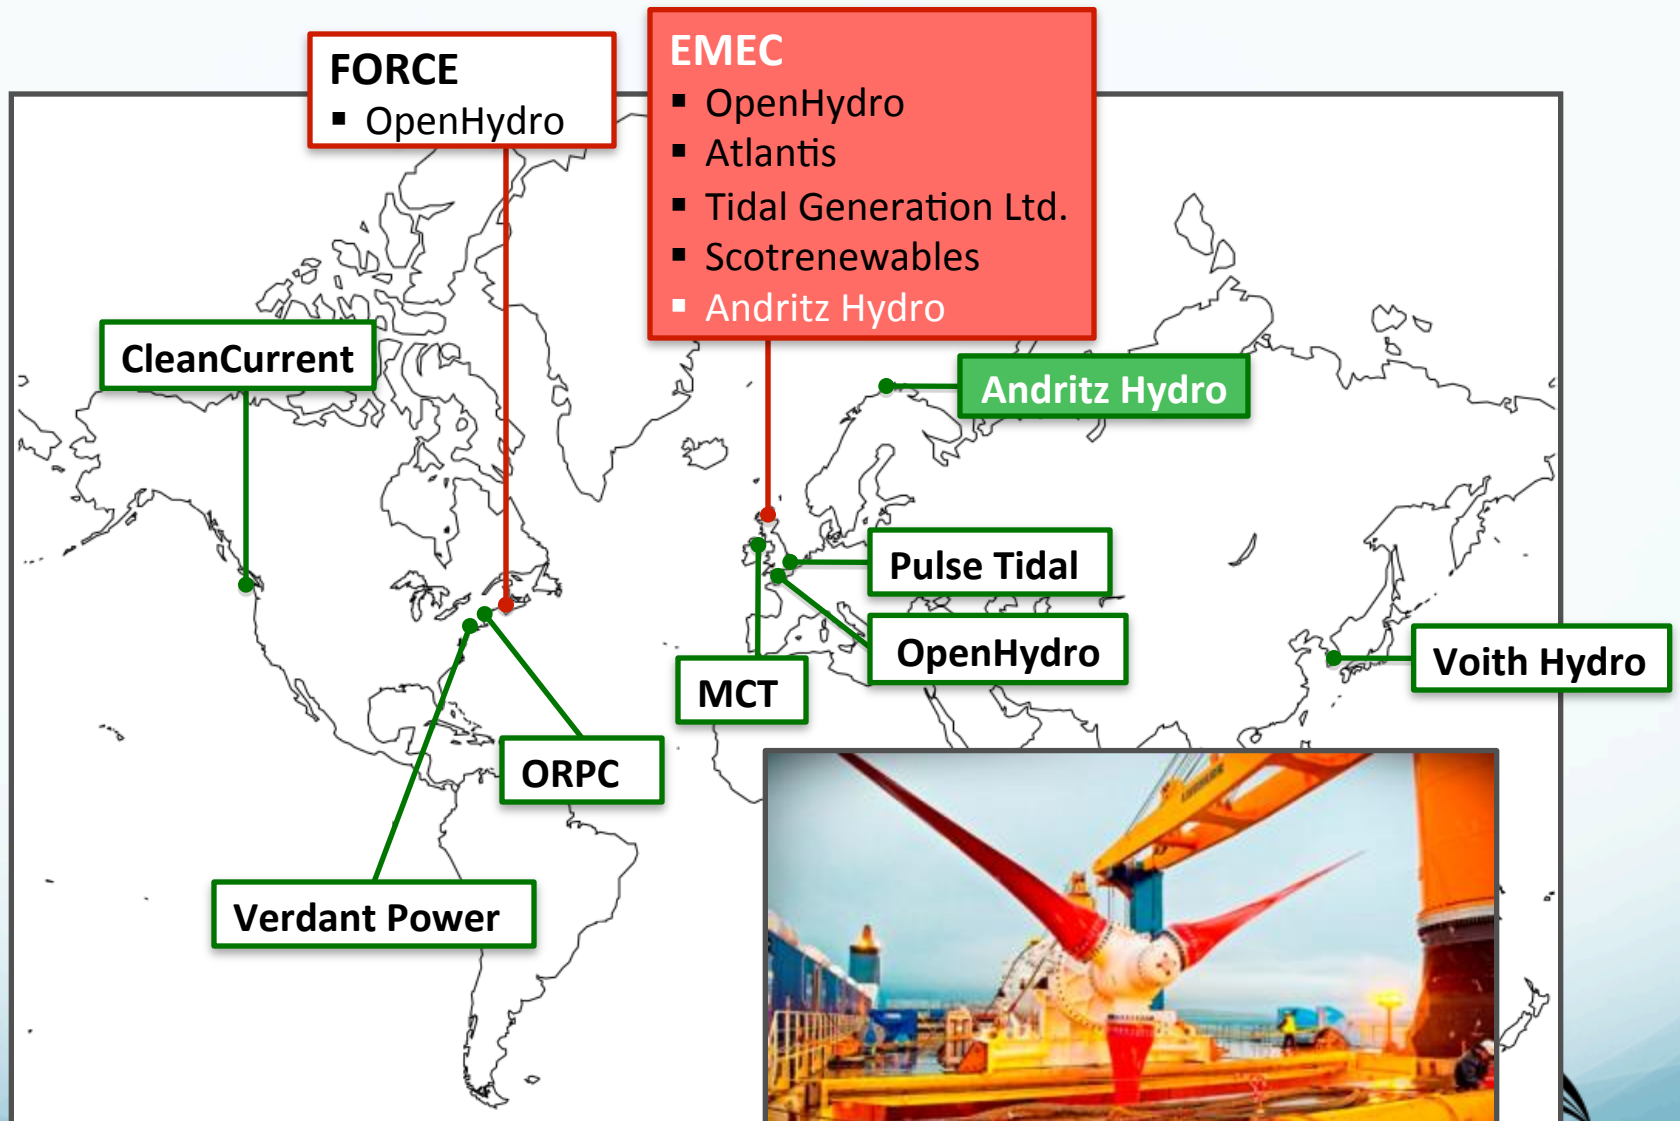 FORCE
▪ OpenHydro
EMEC
▪ OpenHydro
▪ Atlantis
▪ Tidal Generation Ltd.
▪ Scotrenewables
▪ Andritz Hydro
CleanCurrent
Andritz Hydro
Pulse Tidal
OpenHydro
MCT
Voith Hydro
ORPC
Verdant Power